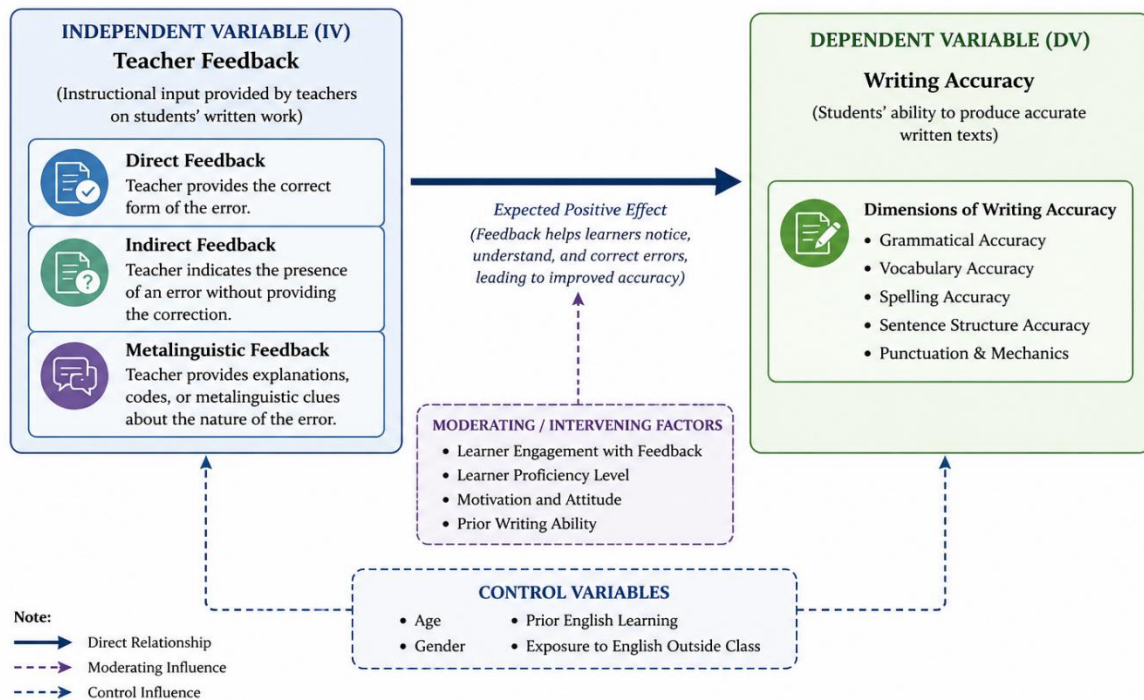 INDEPENDENT VARIABLE (IV)
Teacher Feedback
(Instructional input provided by teachers
on students' written work)
Direct Feedback
Teacher provides the correct
form of the error.
Indirect Feedback
Teacher indicates the presence
of an error without providing
the correction.
Metalinguistic Feedback
Teacher provides explanations,
codes, or metalinguistic clues
about the nature of the error.
Expected Positive Effect
(Feedback helps learners notice,
understand, and correct errors,
leading to improved accuracy)
DEPENDENT VARIABLE (DV)
Writing Accuracy
(Students' ability to produce accurate
written texts)
Dimensions of Writing Accuracy
• Grammatical Accuracy
• Vocabulary Accuracy
• Spelling Accuracy
• Sentence Structure Accuracy
• Punctuation & Mechanics
MODERATING / INTERVENING FACTORS
• Learner Engagement with Feedback
• Learner Proficiency Level
• Motivation and Attitude
• Prior Writing Ability
CONTROL VARIABLES
• Age • Prior English Learning
• Gender • Exposure to English Outside Class
Note:
Direct Relationship
Moderating Influence
Control Influence